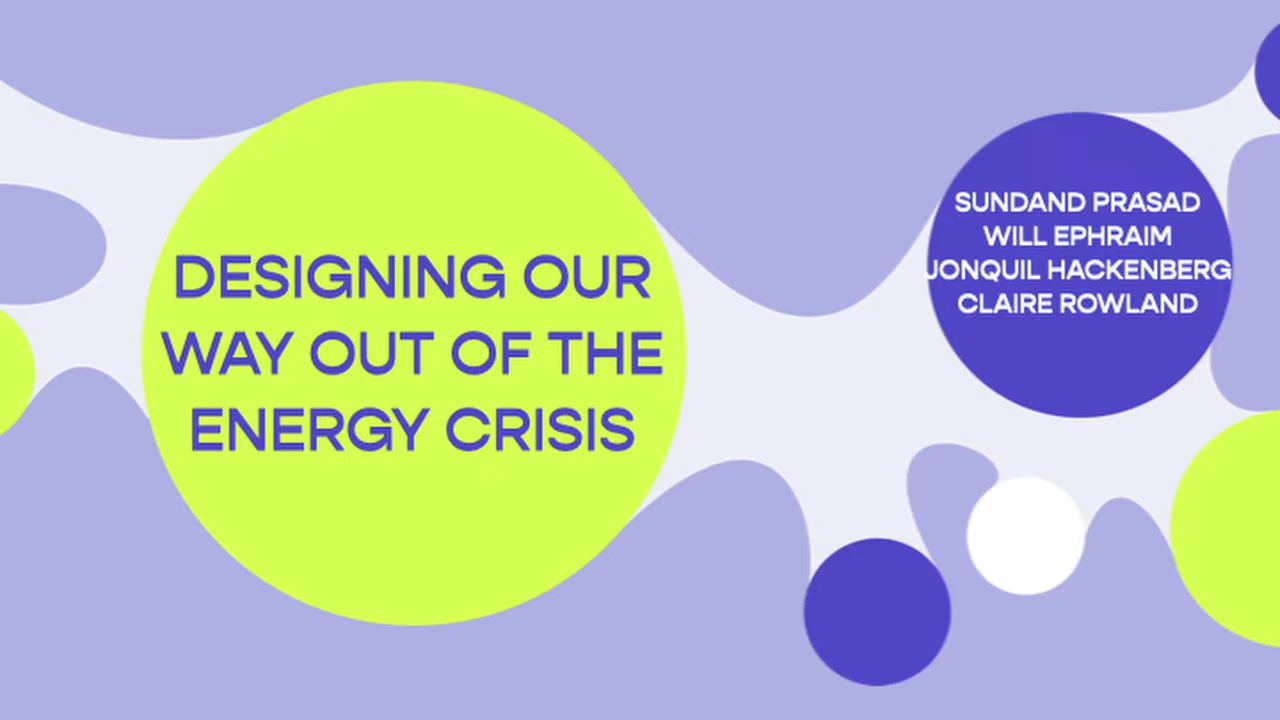 DESIGNING OUR
WAY OUT OF THE
ENERGY CRISIS
SUNDAND PRASAD
WILL EPHRAIM
JONQUIL HACKENBERG
CLAIRE ROWLAND